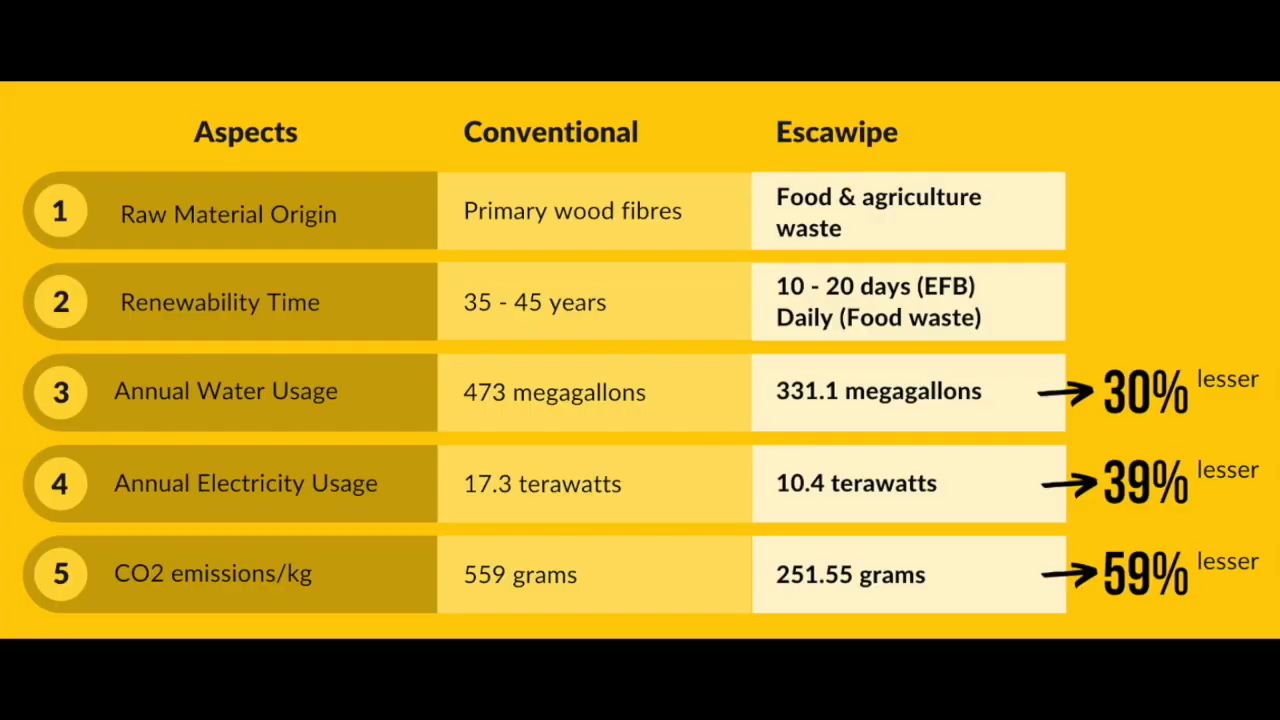 Aspects Conventional Escawipe
1 Raw Material Origin Primary wood fibres Food & agriculture
waste
2 Renewability Time 35 - 45 years 10 - 20 days (EFB)
Daily (Food waste)
3 Annual Water Usage 473 megagallons 331.1 megagallons 30% lesser
4 Annual Electricity Usage 17.3 terawatts 10.4 terawatts 39% lesser
5 CO2 emissions/kg 559 grams 251.55 grams 59% lesser